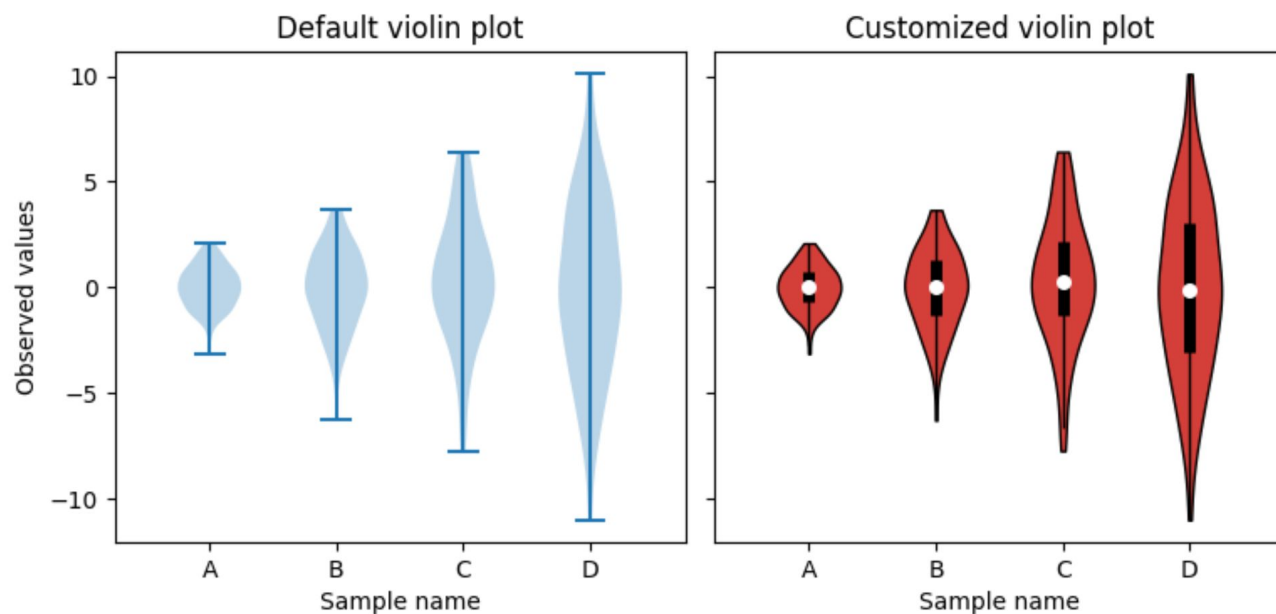 Default violin plot
Customized violin plot
Observed values
10
5
0
−5
−10
A B C D
Sample name
A B C D
Sample name